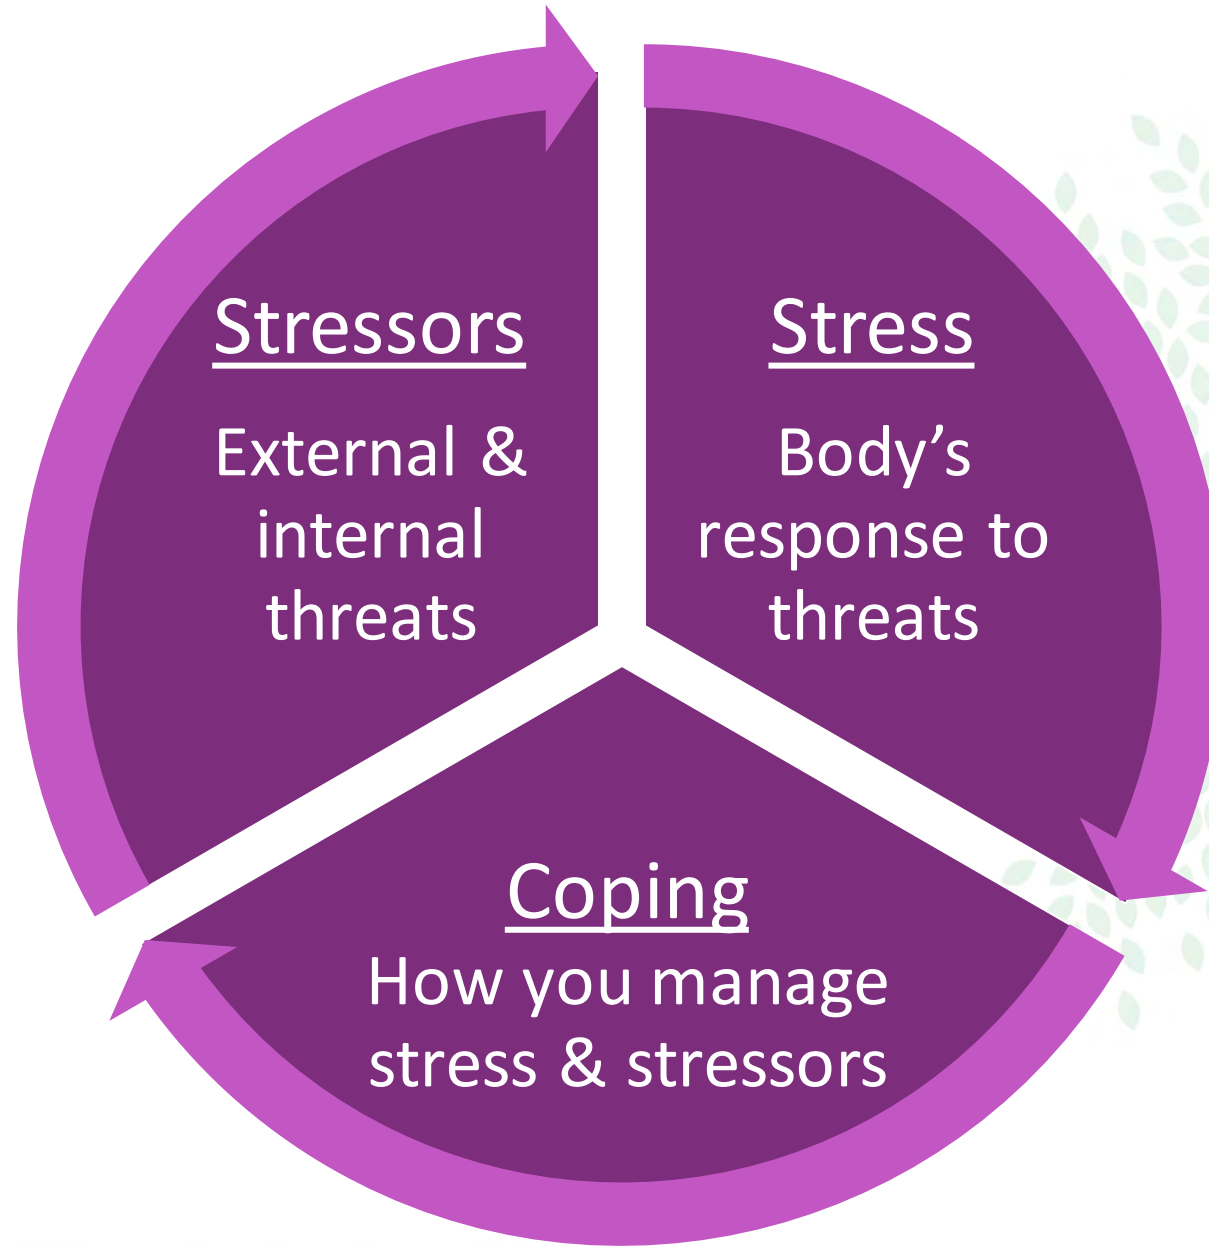 Stressors
External &
internal
threats
Stress
Body’s
response to
threats
Coping
How you manage
stress & stressors